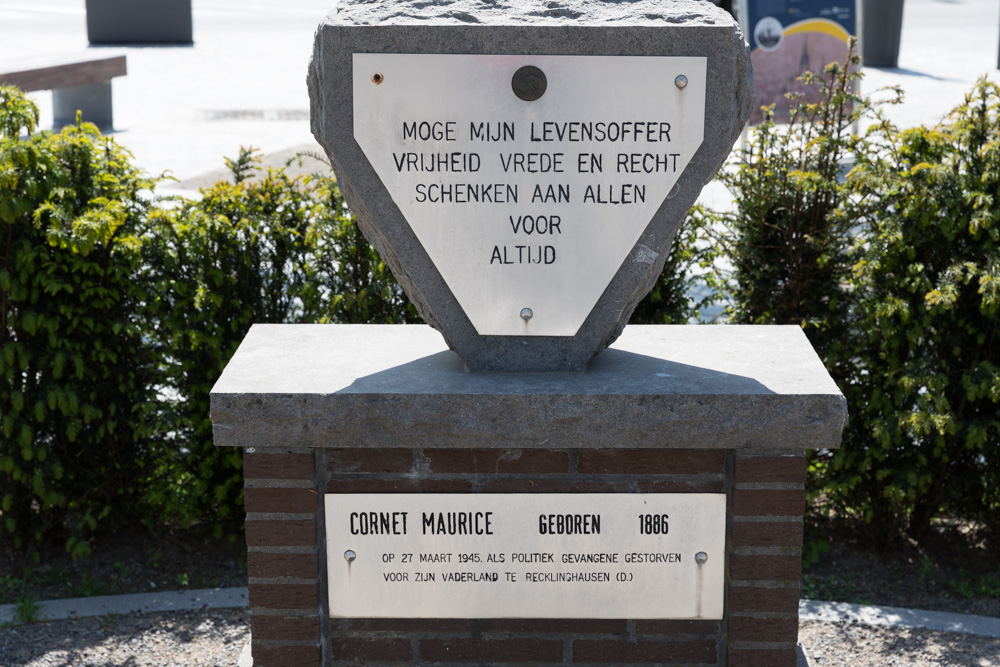 MOGE MIJN LEVENSOFFER
VRIJHEID VREDE EN RECHT
SCHENKEN AAN ALLEN
VOOR
ALTIJD
CORNET MAURICE GEBOREN 1886
OP 27 MAART 1945. ALS POLITIEK GEVANGENE GESTORVEN
VOOR ZIJN VADERLAND TE RECKLINGHAUSEN (D.)